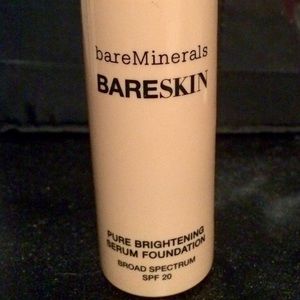 bareMinerals
BARESKIN
PURE BRIGHTENING
SERUM FOUNDATION
BROAD SPECTRUM
SPF 20